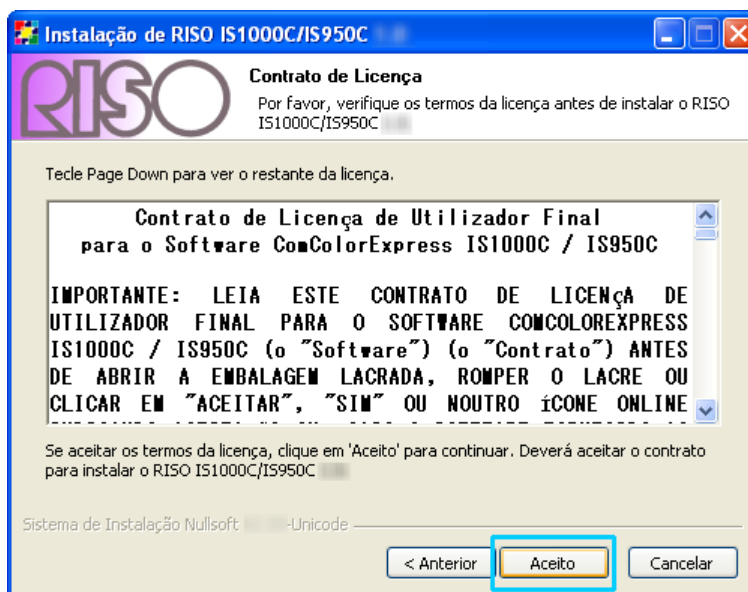 Instalação de RISO IS1000C/IS950C
RISO
Contrato de Licença
Por favor, verifique os termos da licença antes de instalar o RISO
IS1000C/IS950C
Tecle Page Down para ver o restante da licença.
Contrato de Licença de Utilizador Final
para o Software ComColorExpress IS1000C / IS950C
IMPORTANTE: LEIA ESTE CONTRATO DE LICENçA DE
UTILIZADOR FINAL PARA O SOFTWARE COMCOLOREXPRESS
IS1000C / IS950C (o "Software") (o "Contrato") ANTES
DE ABRIR A EMBALAGEM LACRADA, ROMPER O LACRE OU
CLICAR EM "ACEITAR", "SIM" OU NOUTRO íCONE ONLINE
Se aceitar os termos da licença, clique em 'Aceito' para continuar. Deverá aceitar o contrato
para instalar o RISO IS1000C/IS950C
Sistema de Instalação Nullsoft -Unicode
< Anterior
Aceito
Cancelar